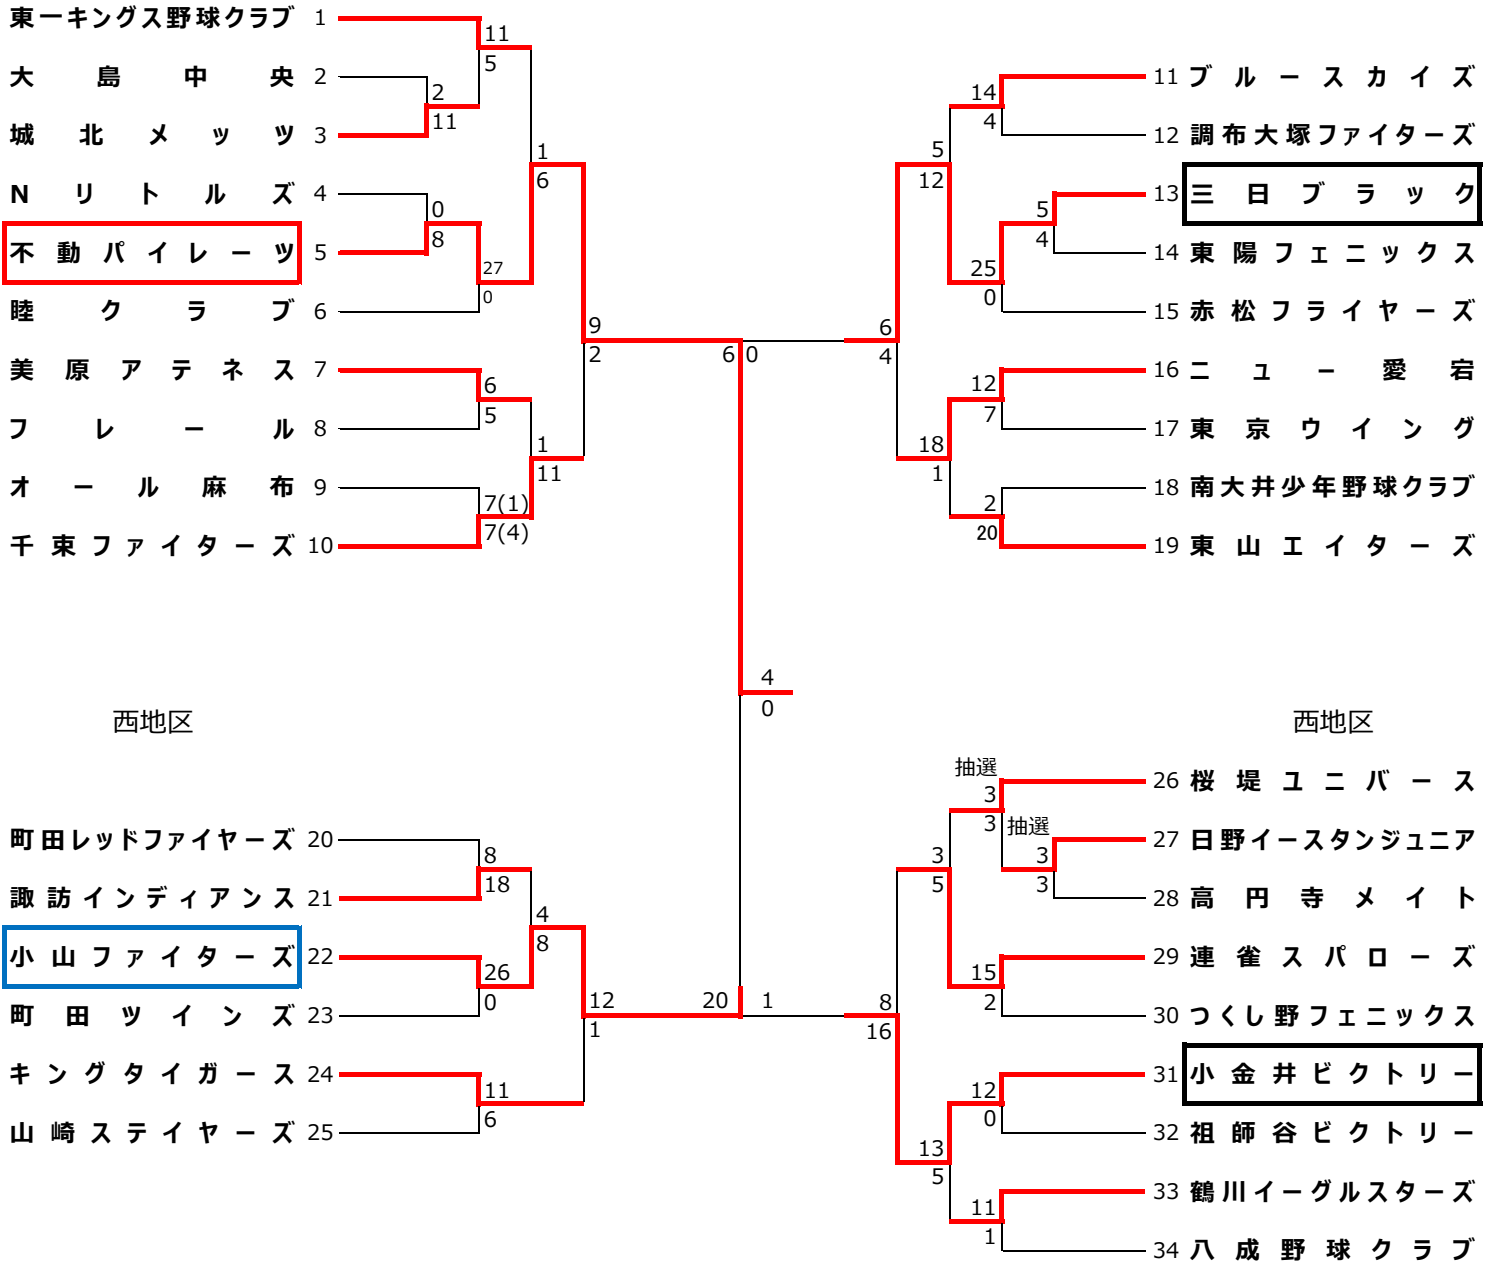 東一キングス野球クラブ 1
大島中央 2
城北メッツ 3
Nリトルズ 4
不動パイレーツ 5
睦クラブ 6
美原アテネス 7
フレール 8
オール麻布 9
千束ファイターズ 10
11
5
2
11
1
6
0
8
27
0
9
2
6
5
1
11
7(1)
7(4)
6 0
4
0
11 ブルースカイズ
12 調布大塚ファイターズ
13 三日ブラック
14 東陽フェニックス
15 赤松フライヤーズ
16 ニュー愛宕
17 東京ウイング
18 南大井少年野球クラブ
19 東山エイターズ
14
4
5
12
5
4
25
0
6
4
12
7
18
1
2
20
西地区
町田レッドファイヤーズ 20
諏訪インディアンス 21
小山ファイターズ 22
町田ツインズ 23
キングタイガース 24
山崎ステイヤーズ 25
8
18
4
8
26
0
12
1
11
6
20 1
西地区
26 桜堤ユニバース
27 日野イースタンジュニア
28 高円寺メイト
29 連雀スパローズ
30 つくし野フェニックス
31 小金井ビクトリー
32 祖師谷ビクトリー
33 鶴川イーグルスターズ
34 八成野球クラブ
抽選
3
3
抽選
3
3
3
5
15
2
8
16
12
0
13
5
11
1